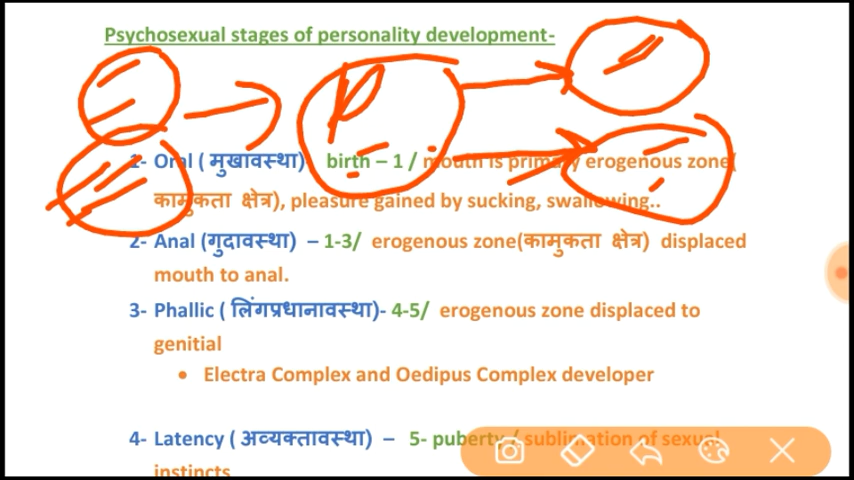 Psychosexual stages of personality development-
1- Oral ( मुखावस्था) birth – 1 / mouth is primary erogenous zone(
कामुकता क्षेत्र), pleasure gained by sucking, swallowing..
2- Anal (गुदावस्था) – 1-3/ erogenous zone(कामुकता क्षेत्र) displaced
mouth to anal.
3- Phallic ( लिंगप्रधानावस्था)- 4-5/ erogenous zone displaced to
genitial
• Electra Complex and Oedipus Complex developer
4- Latency ( अव्यक्तावस्था) – 5- puberty / sublimation of sexual
instincts